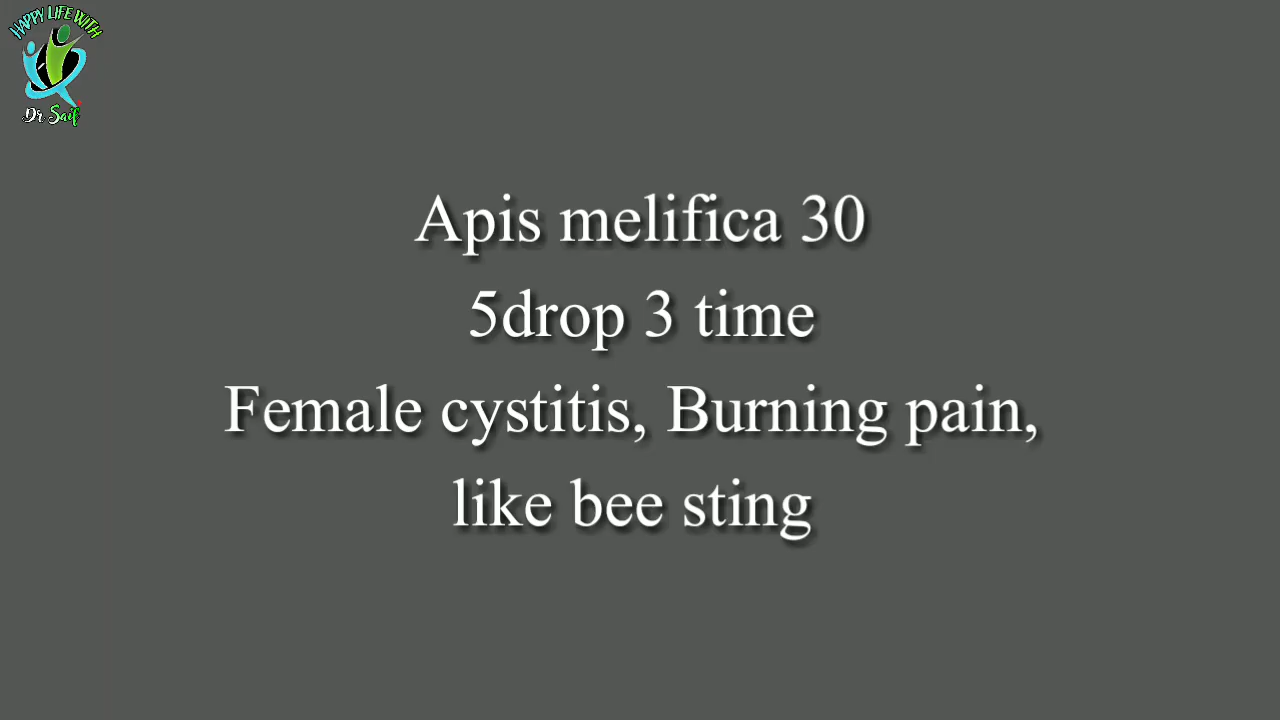 HAPPY LIFE WITH
Dr Saif
Apis melifica 30
5drop 3 time
Female cystitis, Burning pain,
like bee sting